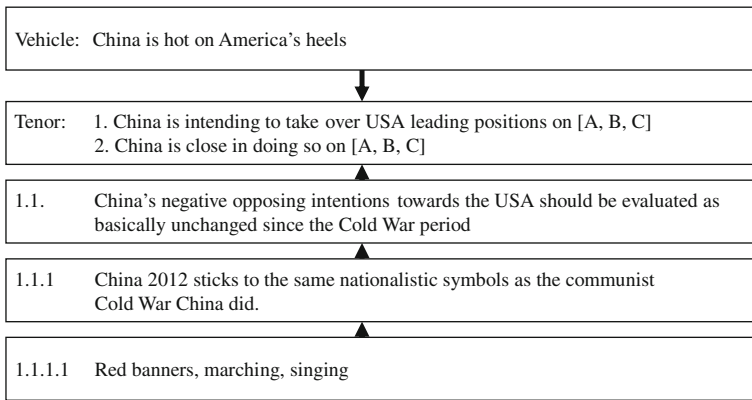 Vehicle: China is hot on America's heels
Tenor: 1. China is intending to take over USA leading positions on [A, B, C]
2. China is close in doing so on [A, B, C]
1.1. China's negative opposing intentions towards the USA should be evaluated as
basically unchanged since the Cold War period
1.1.1 China 2012 sticks to the same nationalistic symbols as the communist
Cold War China did.
1.1.1.1 Red banners, marching, singing